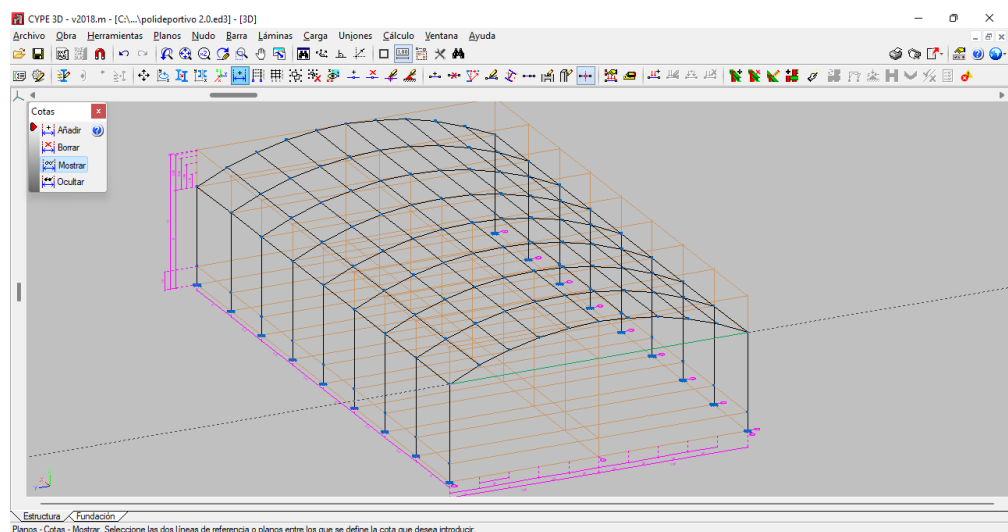 CYPE 3D - v2018.m - [C:\...\polideportivo 2.0.ed3] - [3D]
Archivo Obra Herramientas Planos Nudo Barra Láminas Carga Uniones Cálculo Ventana Ayuda
Cotas
Añadir
Borrar
Mostrar
Ocultar
Estructura Fundación
Planos - Cotas - Mostrar. Seleccione las dos líneas de referencia o planos entre los que se define la cota que desea introducir